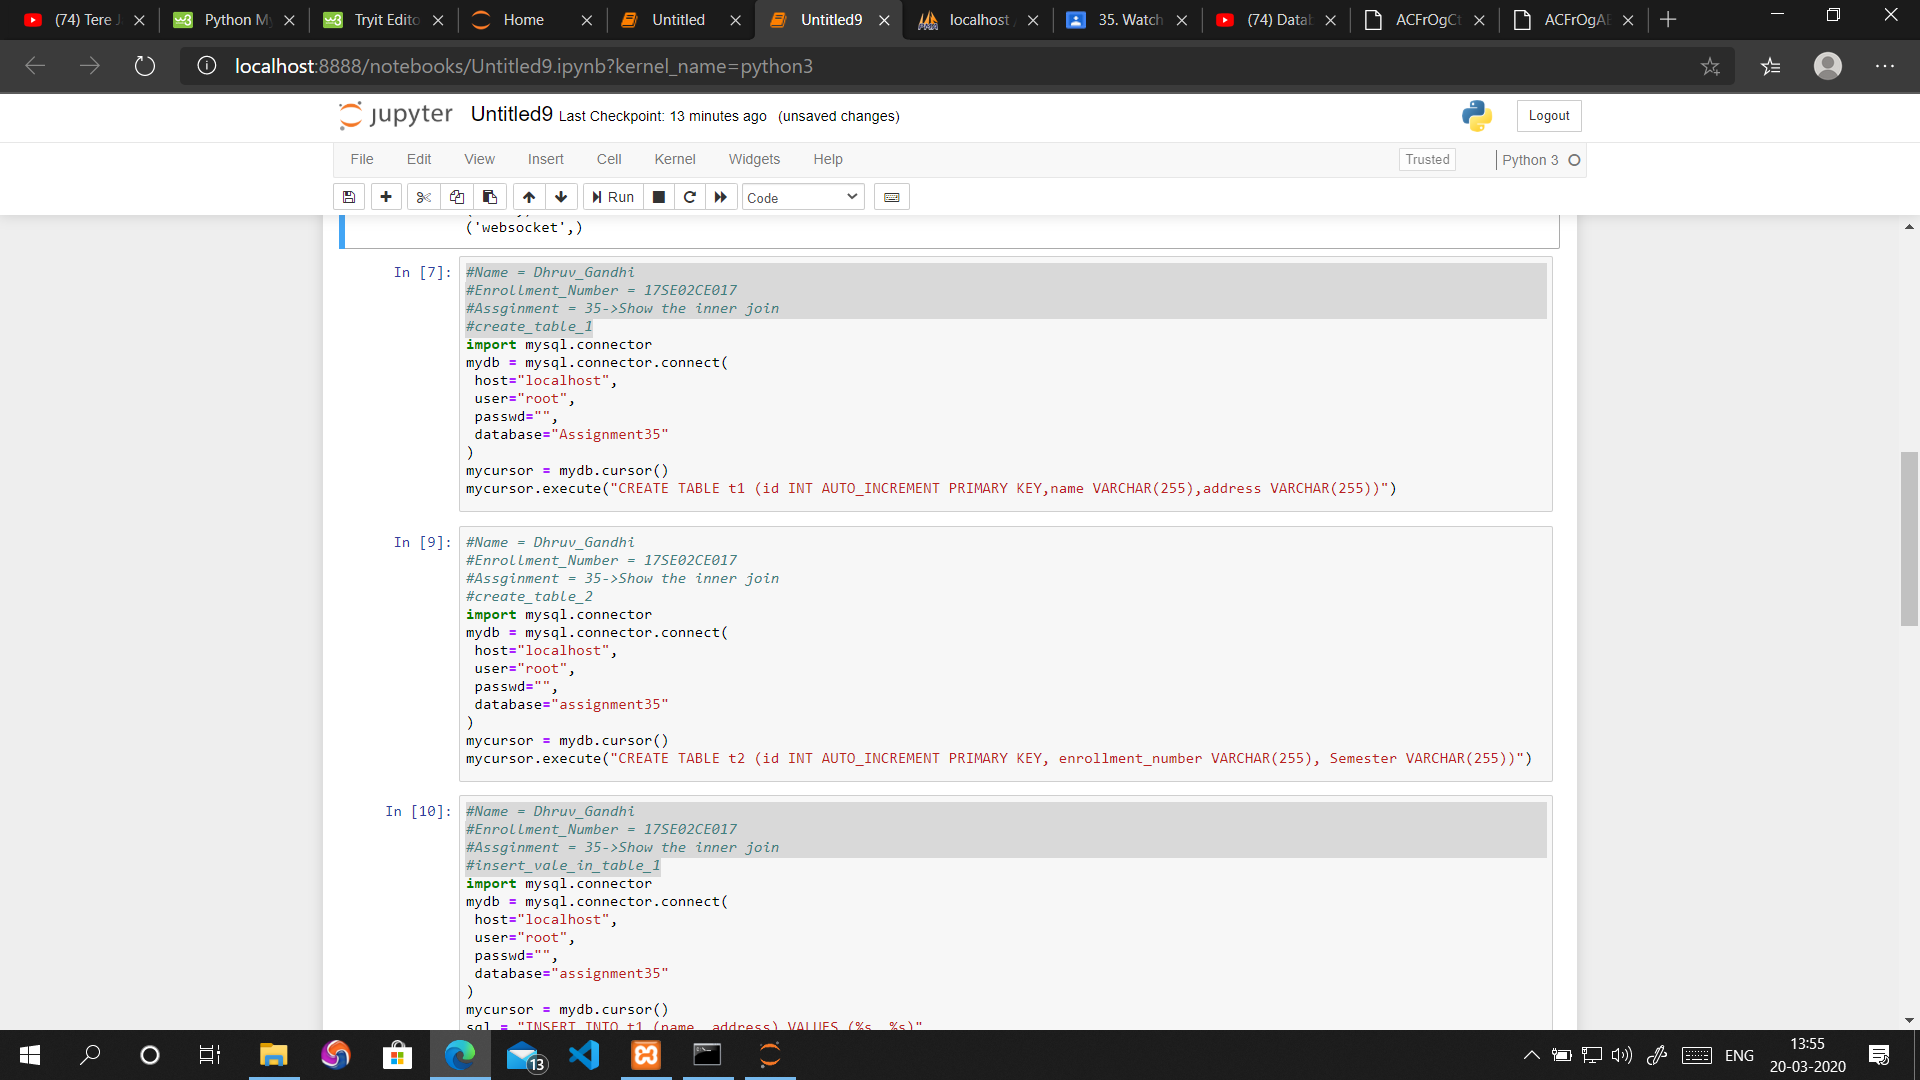 (74) Tere J
Python My
Tryit Edito
Home
Untitled
Untitled9
localhost /
35. Watch
(74) Datab
ACFrOgCt
ACFrOgAE
localhost:8888/notebooks/Untitled9.ipynb?kernel_name=python3
jupyter Untitled9 Last Checkpoint: 13 minutes ago (unsaved changes)
Logout
File Edit View Insert Cell Kernel Widgets Help
Trusted
Python 3
Run
Code
('websocket',)
In [7]:
#Name = Dhruv_Gandhi
#Enrollment_Number = 17SE02CE017
#Assginment = 35->Show the inner join
#create_table_1
import mysql.connector
mydb = mysql.connector.connect(
host="localhost",
user="root",
passwd="",
database="Assignment35"
)
mycursor = mydb.cursor()
mycursor.execute("CREATE TABLE t1 (id INT AUTO_INCREMENT PRIMARY KEY,name VARCHAR(255),address VARCHAR(255))")
In [9]:
#Name = Dhruv_Gandhi
#Enrollment_Number = 17SE02CE017
#Assginment = 35->Show the inner join
#create_table_2
import mysql.connector
mydb = mysql.connector.connect(
host="localhost",
user="root",
passwd="",
database="assignment35"
)
mycursor = mydb.cursor()
mycursor.execute("CREATE TABLE t2 (id INT AUTO_INCREMENT PRIMARY KEY, enrollment_number VARCHAR(255), Semester VARCHAR(255))")
In [10]:
#Name = Dhruv_Gandhi
#Enrollment_Number = 17SE02CE017
#Assginment = 35->Show the inner join
#insert_vale_in_table_1
import mysql.connector
mydb = mysql.connector.connect(
host="localhost",
user="root",
passwd="",
database="assignment35"
)
mycursor = mydb.cursor()
sql = "INSERT INTO t1 (name, address) VALUES (%s, %s)"
13
ENG
13:55
20-03-2020